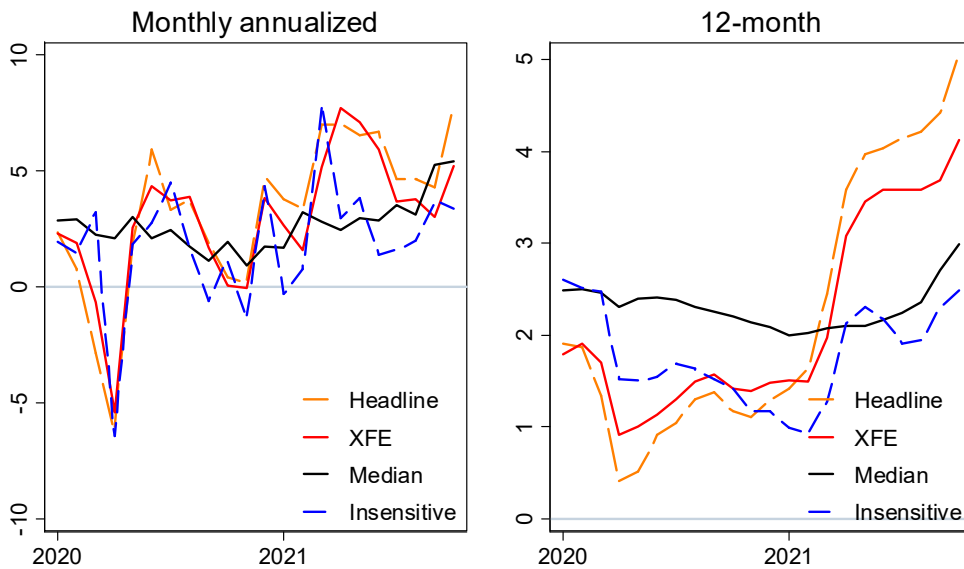 Monthly annualized
10
5
0
-5
-10
2020
2021
Headline
XFE
Median
Insensitive
12-month
5
4
3
2
1
0
2020
2021
Headline
XFE
Median
Insensitive